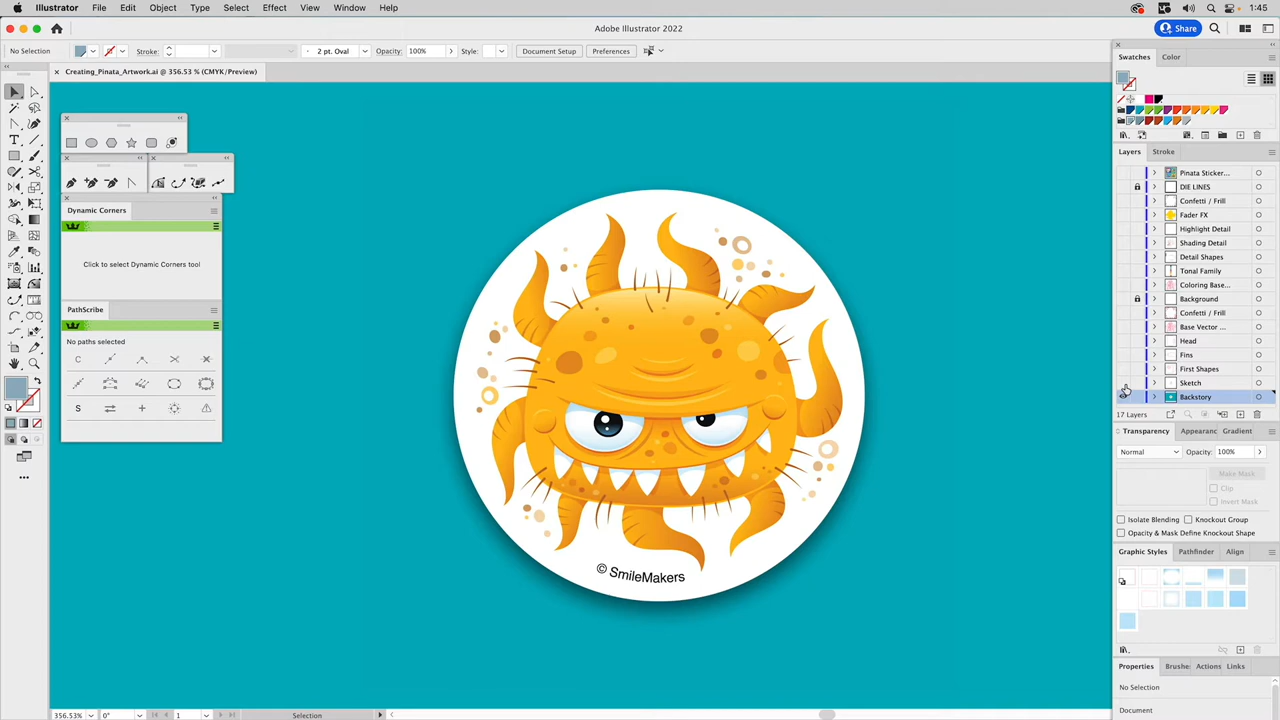 Illustrator File Edit Object Type Select Effect View Window Help 1:45
Adobe Illustrator 2022
Share
No Selection Stroke: 2 pt. Oval Opacity: 100% Style: Document Setup Preferences
Creating_Pinata_Artwork.ai @ 356.53 % (CMYK/Preview)
Swatches Color
Dynamic Corners
Click to select Dynamic Corners tool
PathScribe
No paths selected
C
S
© SmileMakers
Layers Stroke
Pinata Sticker...
DIE LINES
Confetti / Frill
Fader FX
Highlight Detail
Shading Detail
Detail Shapes
Tonal Family
Coloring Base...
Background
Confetti / Frill
Base Vector ...
Head
Fins
First Shapes
Sketch
Backstory
17 Layers
Transparency Appearanc Gradient
Normal Opacity: 100%
Make Mask
Clip
Invert Mask
Isolate Blending Knockout Group
Opacity & Mask Define Knockout Shape
Graphic Styles Pathfinder Align
Properties Brushe: Actions Links
No Selection
Document
356.53% 0° 1 Selection